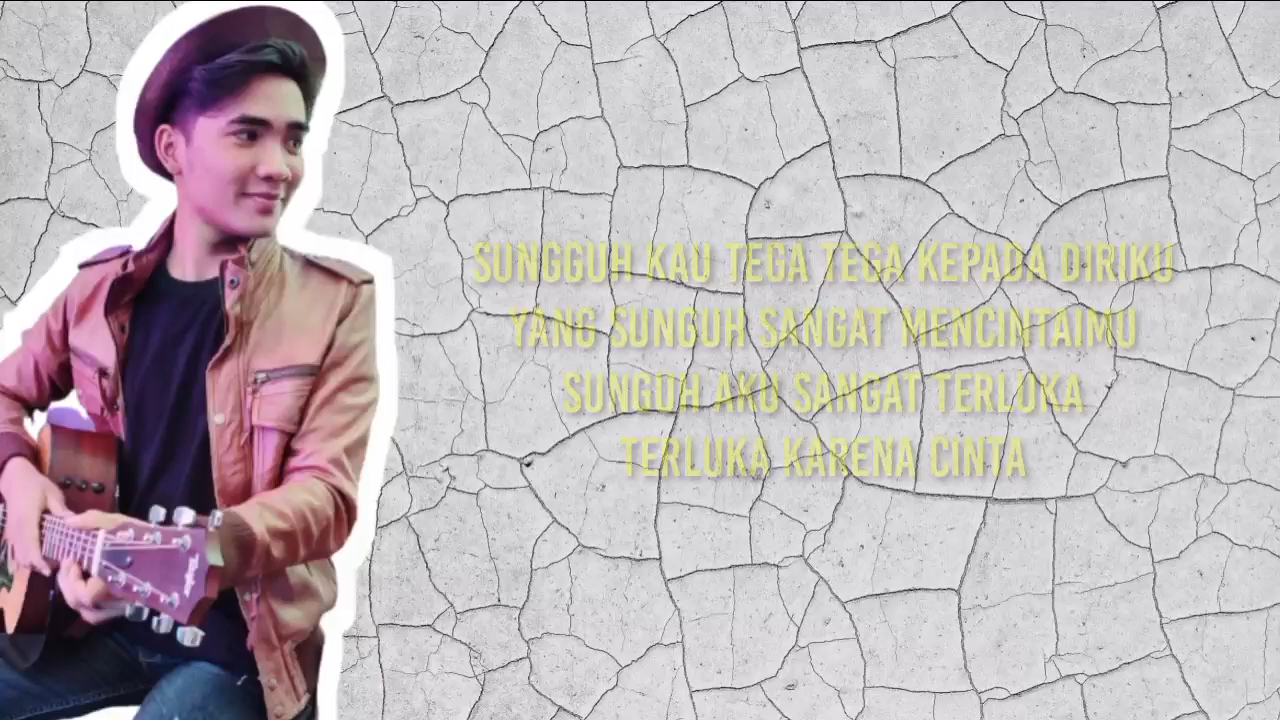 SUNGGUH KAU TEGA TEGA KEPADA DIRIKU
YANG SUNGUH SANGAT MENCINTAIMU
SUNGUH AKU SANGAT TERLUKA
TERLUKA KARENA CINTA